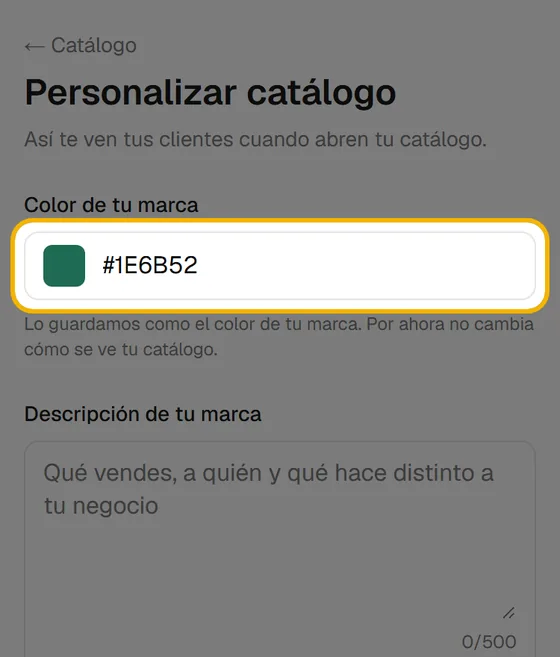 ← Catálogo
Personalizar catálogo
Así te ven tus clientes cuando abren tu catálogo.
Color de tu marca
#1E6B52
Lo guardamos como el color de tu marca. Por ahora no cambia
cómo se ve tu catálogo.
Descripción de tu marca
Qué vendes, a quién y qué hace distinto a
tu negocio
0/500